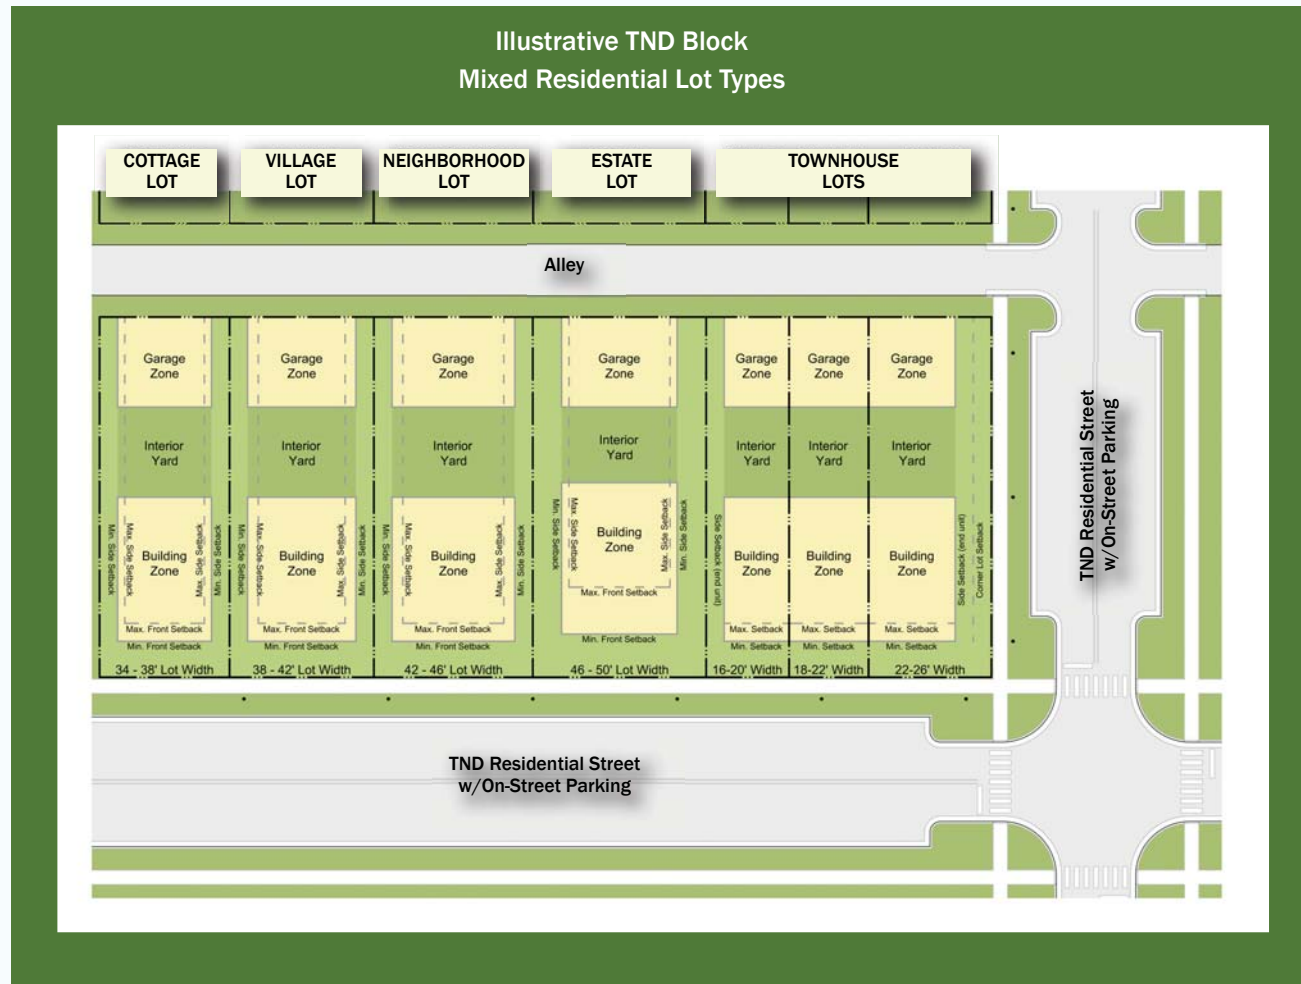 Illustrative TND Block
Mixed Residential Lot Types
COTTAGE
LOT
VILLAGE
LOT
NEIGHBORHOOD
LOT
ESTATE
LOT
TOWNHOUSE
LOTS
Alley
Garage
Zone
Garage
Zone
Garage
Zone
Garage
Zone
Garage
Zone
Garage
Zone
Garage
Zone
Interior
Yard
Interior
Yard
Interior
Yard
Interior
Yard
Interior
Yard
Interior
Yard
Interior
Yard
Min. Side Setback
Max. Side Setback
Building
Zone
Max. Side Setback
Min. Side Setback
Min. Side Setback
Max. Side Setback
Building
Zone
Max. Side Setback
Min. Side Setback
Min. Side Setback
Max. Side Setback
Building
Zone
Max. Side Setback
Min. Side Setback
Min. Side Setback
Max. Side Setback
Building
Zone
Max. Side Setback
Min. Side Setback
Side Setback (end unit)
Building
Zone
Building
Zone
Building
Zone
Side Setback (end unit)
Corner Lot Setback
Max. Front Setback
Min. Front Setback
Max. Front Setback
Min. Front Setback
Max. Front Setback
Min. Front Setback
Max. Front Setback
Min. Front Setback
Max. Setback
Min. Setback
Max. Setback
Min. Setback
Max. Setback
Min. Setback
34 - 38' Lot Width
38 - 42' Lot Width
42 - 46' Lot Width
46 - 50' Lot Width
16-20' Width
18-22' Width
22-26' Width
TND Residential Street
w/On-Street Parking
TND Residential Street
w/On-Street Parking